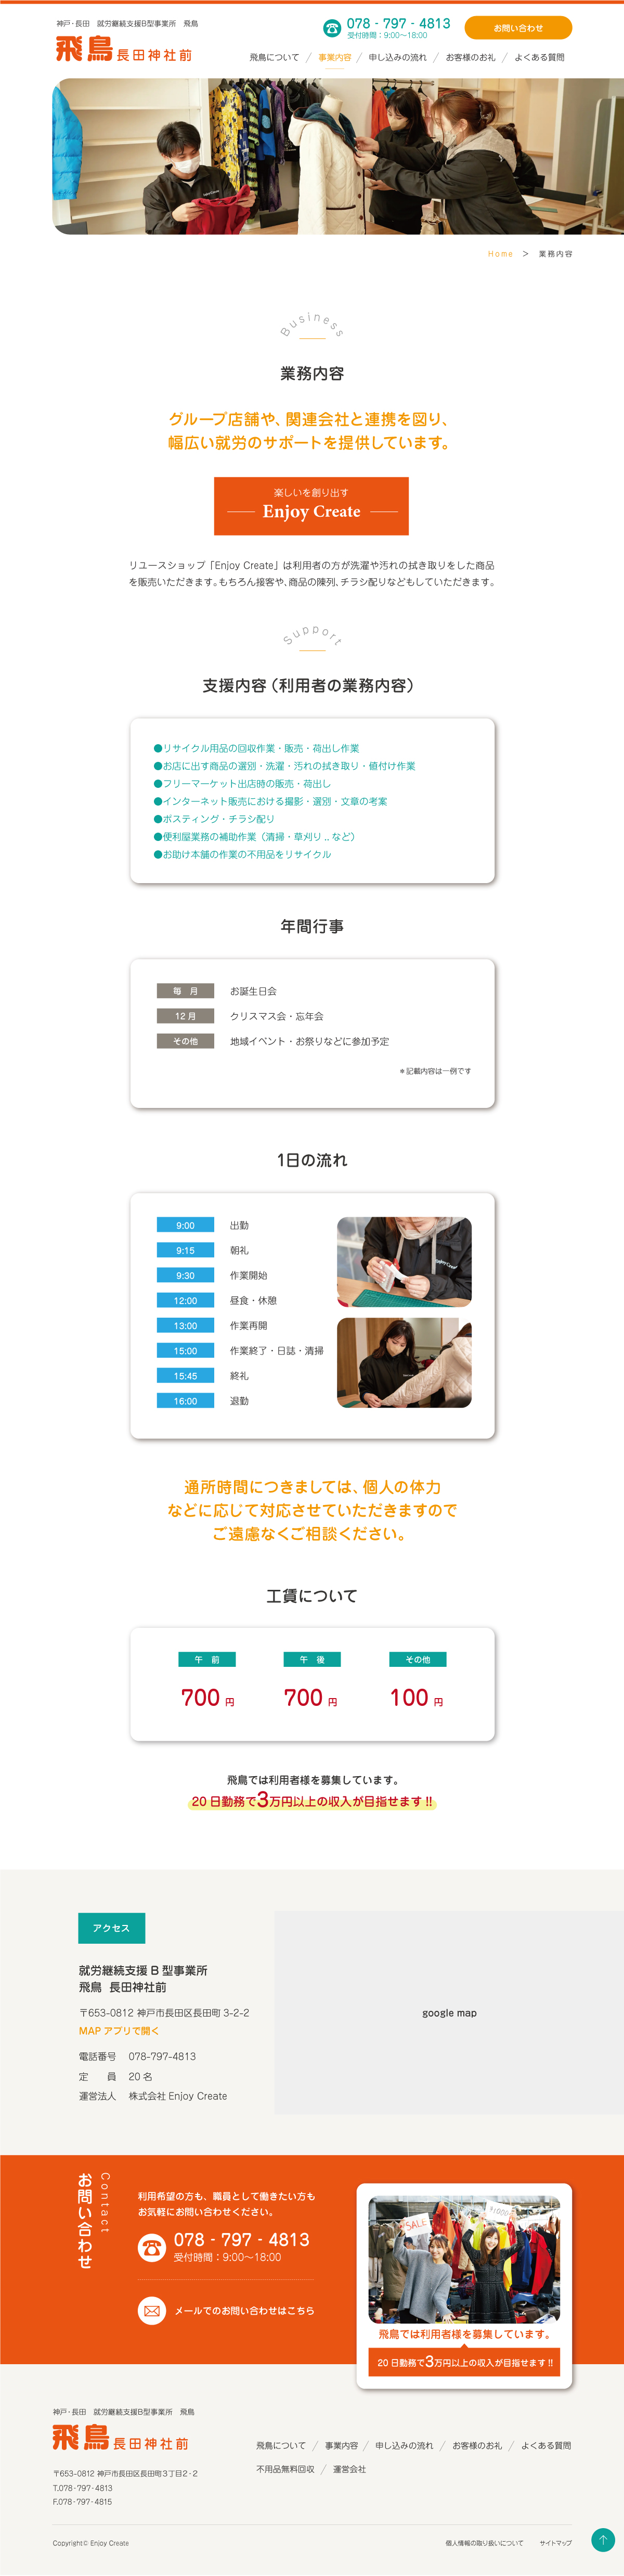 神戸・長田　就労継続支援B型事業所　飛鳥
飛鳥 長田神社前
078 - 797 - 4813
受付時間：9:00〜18:00
お問い合わせ
飛鳥について ／ 事業内容 ／ 申し込みの流れ ／ お客様のお礼 ／ よくある質問
Home ＞ 業務内容
Business
業務内容
グループ店舗や、関連会社と連携を図り、
幅広い就労のサポートを提供しています。
楽しいを創り出す
Enjoy Create
リユースショップ「Enjoy Create」は利用者の方が洗濯や汚れの拭き取りをした商品
を販売いただきます。もちろん接客や、商品の陳列、チラシ配りなどもしていただきます。
Support
支援内容（利用者の業務内容）
●リサイクル用品の回収作業・販売・荷出し作業
●お店に出す商品の選別・洗濯・汚れの拭き取り・値付け作業
●フリーマーケット出店時の販売・荷出し
●インターネット販売における撮影・選別・文章の考案
●ポスティング・チラシ配り
●便利屋業務の補助作業（清掃・草刈り .. など）
●お助け本舗の作業の不用品をリサイクル
年間行事
毎　月 お誕生日会
12 月 クリスマス会・忘年会
その他 地域イベント・お祭りなどに参加予定
＊記載内容は一例です
1日の流れ
9:00 出勤
9:15 朝礼
9:30 作業開始
12:00 昼食・休憩
13:00 作業再開
15:00 作業終了・日誌・清掃
15:45 終礼
16:00 退勤
通所時間につきましては、個人の体力
などに応じて対応させていただきますので
ご遠慮なくご相談ください。
工賃について
午　前 午　後 その他
700 円 700 円 100 円
飛鳥では利用者様を募集しています。
20 日勤務で3万円以上の収入が目指せます !!
アクセス
就労継続支援 B 型事業所
飛鳥 長田神社前
〒653-0812 神戸市長田区長田町 3-2-2
MAP アプリで開く
電話番号　078-797-4813
定　　員　20 名
運営法人　株式会社 Enjoy Create
google map
お問い合わせ
Contact
利用希望の方も、職員として働きたい方も
お気軽にお問い合わせください。
078 - 797 - 4813
受付時間：9:00〜18:00
メールでのお問い合わせはこちら
SALE
飛鳥では利用者様を募集しています。
20 日勤務で3万円以上の収入が目指せます !!
神戸・長田　就労継続支援B型事業所　飛鳥
飛鳥 長田神社前
〒653-0812 神戸市長田区長田町３丁目２‐２
T.078‐797‐4813
F.078‐797‐4815
飛鳥について ／ 事業内容 ／ 申し込みの流れ ／ お客様のお礼 ／ よくある質問
不用品無料回収 ／ 運営会社
Copyright© Enjoy Create
個人情報の取り扱いについて　サイトマップ